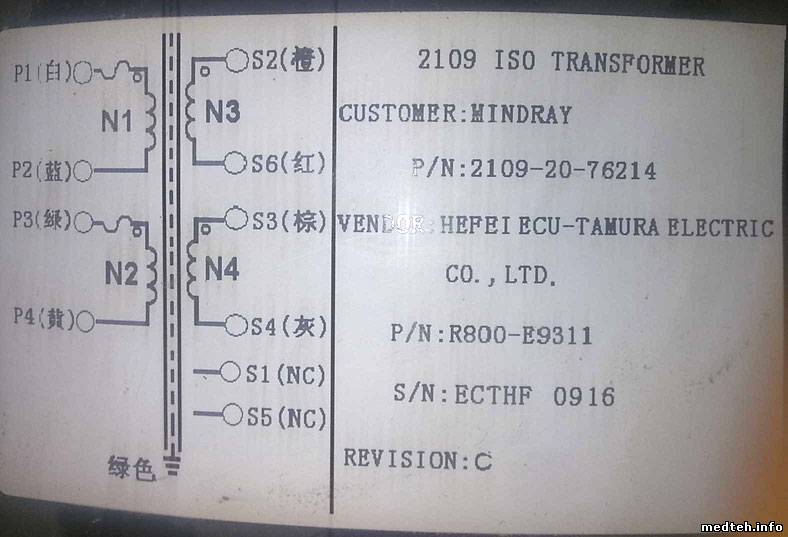 P1(白)
N1
P2(蓝)
P3(绿)
N2
P4(黄)
绿色
S2(橙)
N3
S6(红)
S3(棕)
N4
S4(灰)
S1(NC)
S5(NC)
2109 ISO TRANSFORMER
CUSTOMER:MINDRAY
P/N:2109-20-76214
VENDOR:HEFEI ECU-TAMURA ELECTRIC
CO.,LTD.
P/N:R800-E9311
S/N:ECTHF 0916
REVISION:C
medteh.info